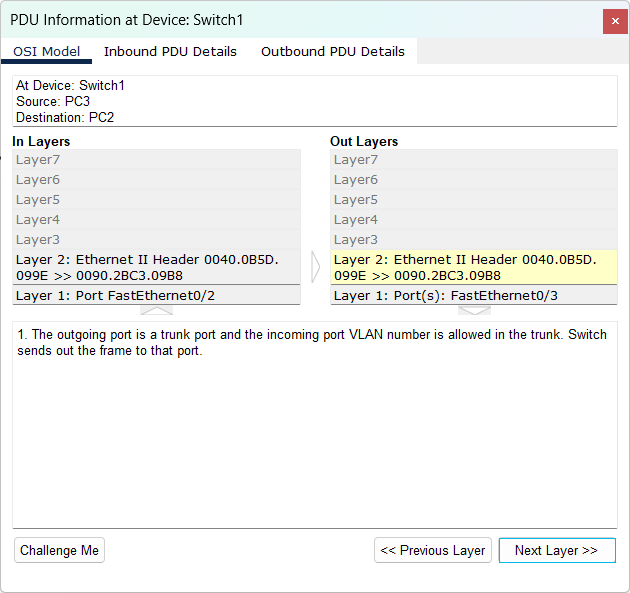 PDU Information at Device: Switch1
OSI Model Inbound PDU Details Outbound PDU Details
At Device: Switch1
Source: PC3
Destination: PC2
In Layers
Layer7
Layer6
Layer5
Layer4
Layer3
Layer 2: Ethernet II Header 0040.0B5D.
099E >> 0090.2BC3.09B8
Layer 1: Port FastEthernet0/2
Out Layers
Layer7
Layer6
Layer5
Layer4
Layer3
Layer 2: Ethernet II Header 0040.0B5D.
099E >> 0090.2BC3.09B8
Layer 1: Port(s): FastEthernet0/3
1. The outgoing port is a trunk port and the incoming port VLAN number is allowed in the trunk. Switch
sends out the frame to that port.
Challenge Me
<< Previous Layer
Next Layer >>